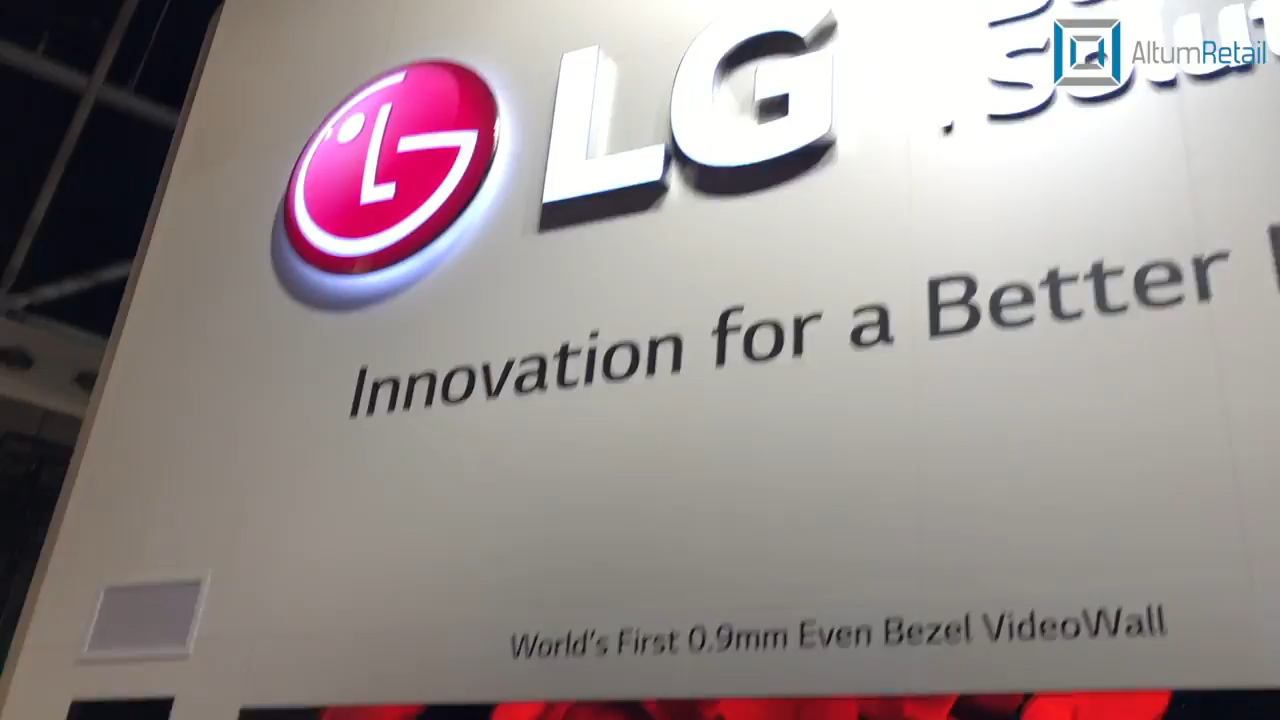 LG
AltumRetail
Innovation for a Better
World's First 0.9mm Even Bezel VideoWall